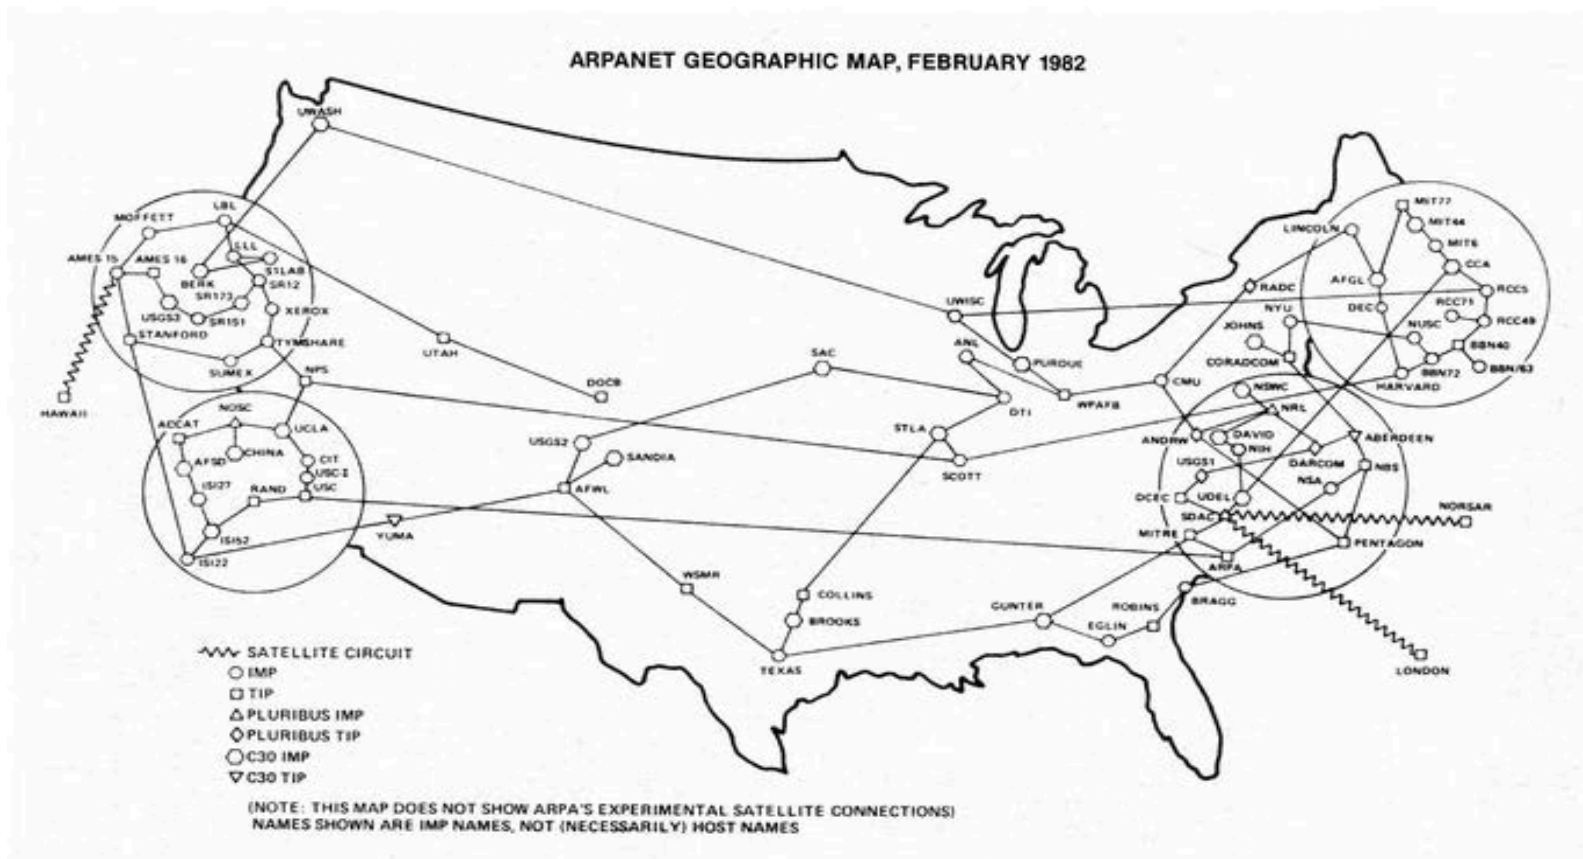 ARPANET GEOGRAPHIC MAP, FEBRUARY 1982
UWASH
MOFFETT
LBL
AMES 15
AMES 16
LLL
BERK
S1LAB
SR12
SR173
USGS3
SR151
XEROX
STANFORD
TYMSHARE
SUMEX
NPS
HAWAII
UTAH
DOCB
NOSC
ACCAT
UCLA
CHINA
AFSD
CIT
USC-I
ISI27
RAND
USC
ISI52
ISI22
YUMA
SAC
USGS2
SANDIA
AFWL
WSMR
TEXAS
COLLINS
BROOKS
UWISC
ANL
PURDUE
WPAFB
DTI
STLA
SCOTT
CMU
LINCOLN
MIT77
MIT44
MIT6
CCA
AFGL
RADC
RCC5
DEC
RCC71
RCC49
NYU
JOHNS
NUSC
CORADCOM
BBN40
BBN72
BBN63
HARVARD
NSWC
NRL
ANDRW
DAVID
ABERDEEN
NIH
DARCOM
USGS1
NBS
NSA
DCEC
UDEL
SDAC
NORSAR
MITRE
PENTAGON
ARPA
BRAGG
GUNTER
ROBINS
EGLIN
LONDON
SATELLITE CIRCUIT
IMP
TIP
PLURIBUS IMP
PLURIBUS TIP
C30 IMP
C30 TIP
(NOTE: THIS MAP DOES NOT SHOW ARPA'S EXPERIMENTAL SATELLITE CONNECTIONS)
NAMES SHOWN ARE IMP NAMES, NOT (NECESSARILY) HOST NAMES